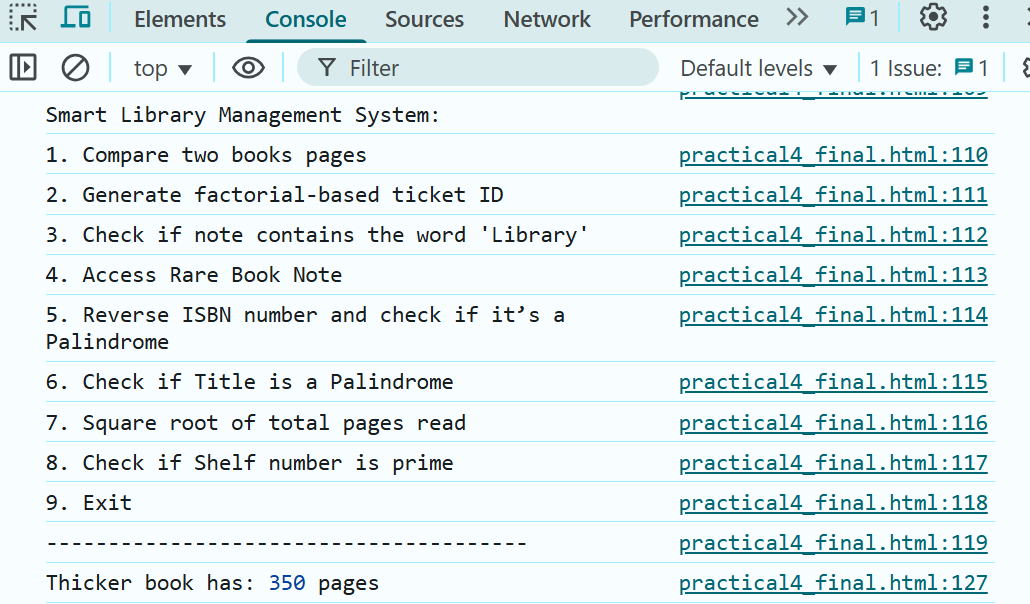 Elements Console Sources Network Performance 1
top Filter Default levels 1 Issue: 1
practical4_final.html:109
Smart Library Management System:
1. Compare two books pages practical4_final.html:110
2. Generate factorial-based ticket ID practical4_final.html:111
3. Check if note contains the word 'Library' practical4_final.html:112
4. Access Rare Book Note practical4_final.html:113
5. Reverse ISBN number and check if it’s a practical4_final.html:114
Palindrome
6. Check if Title is a Palindrome practical4_final.html:115
7. Square root of total pages read practical4_final.html:116
8. Check if Shelf number is prime practical4_final.html:117
9. Exit practical4_final.html:118
--------------------------------------- practical4_final.html:119
Thicker book has: 350 pages practical4_final.html:127